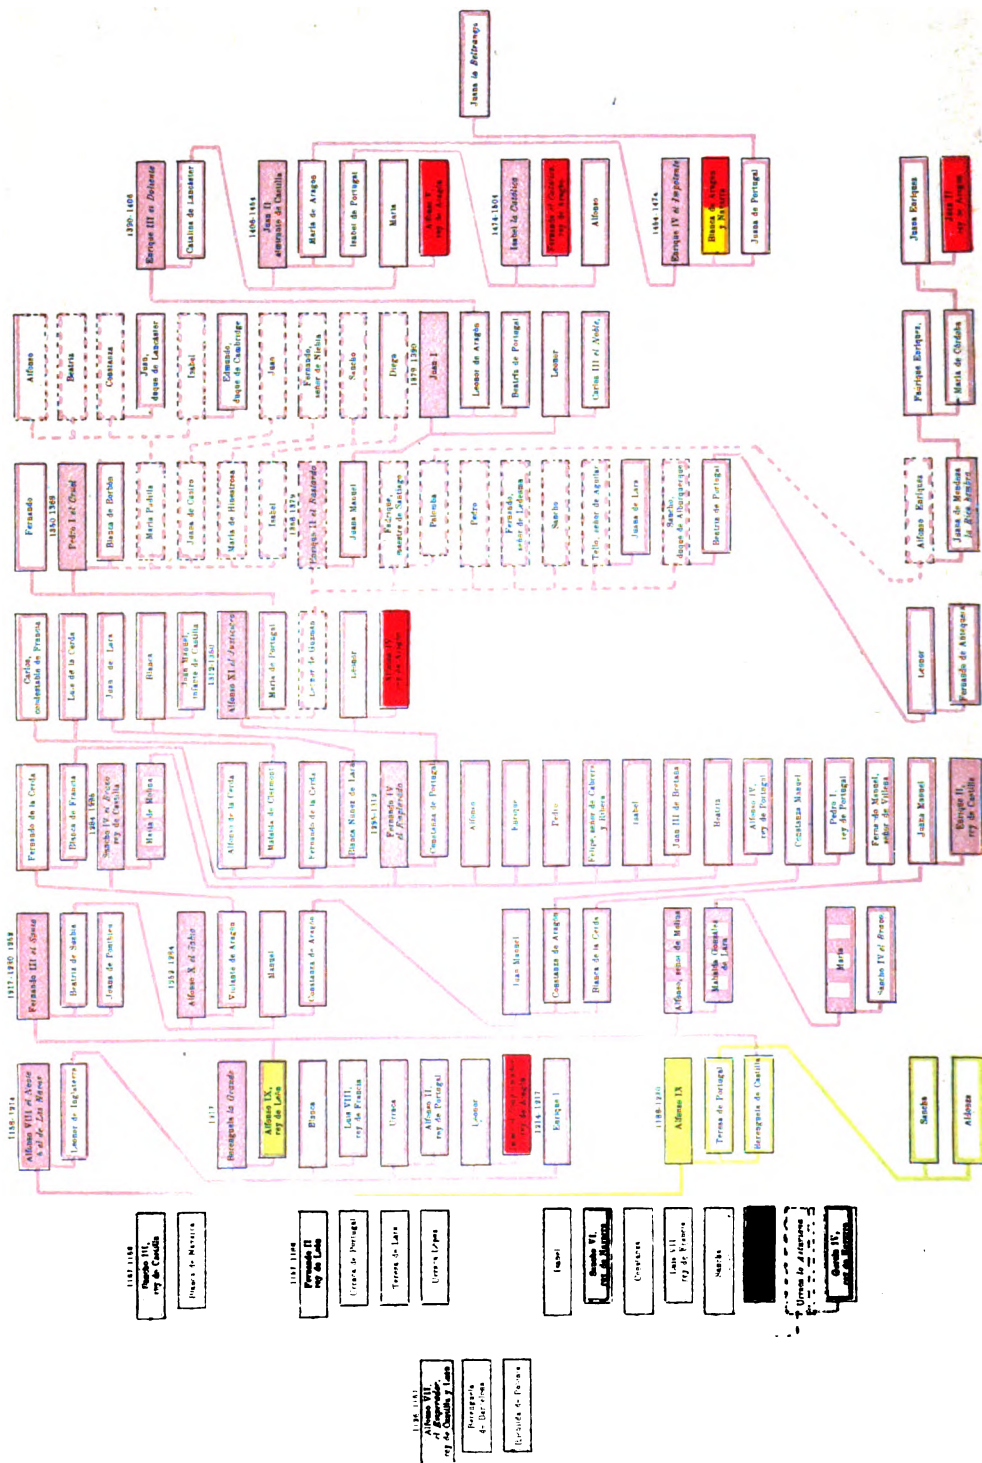 Juana la Beltraneja
1390-1406
Enrique III el Doliente
Catalina de Lancáster
1406-1454
Juan II
María de Aragón
Isabel de Portugal
María
Alfonso V
rey de Aragón
1474-1504
Isabel la Católica
Fernando el Católico
rey de Aragón
Alfonso
1454-1474
Enrique IV el Impotente
Blanca de Aragón
y Navarra
Juana de Portugal
Juana Enríquez
Juan II
rey de Aragón
Alfonso
Beatriz
Constanza
Juan,
duque de Lancáster
Isabel
Edmundo,
duque de Cambridge
Juan
Fernando,
señor de Niebla
Sancho
Diego
1379-1390
Juan I
Leonor de Aragón
Beatriz de Portugal
Leonor
Carlos III el Noble,
Fadrique Enríquez,
María de Córdoba
Fernando
1350-1369
Pedro I el Cruel
Blanca de Borbón
María Padilla
Juana de Castro
María de Hinestrosa
Isabel
Enrique II el Bastardo
Juana Manuel
Fadrique,
maestre de Santiago
Palomba
Pedro
Fernando,
señor de Ledesma
Sancho
Tello, señor de Aguilar
Juana de Lara
Sancho,
duque de Alburquerque
Beatriz de Portugal
Alfonso Enríquez
Juana de Mendoza
la Rica hembra
Carlos,
condestable de Francia
Luis de la Cerda
Juan de Lara
Blanca
Juan Manuel,
infante de Castilla
1312-1350
Alfonso XI el Justiciero
María de Portugal
Leonor de Guzmán
Leonor
Alfonso IV
rey de Aragón
Leonor
Fernando de Antequera
Fernando de la Cerda
Blanca de Francia
Sancho IV el Bravo
rey de Castilla
María de Molina
Alfonso de la Cerda
Mafalda de Clermont
Fernando de la Cerda
Blanca Núñez de Lara
1295-1312
Fernando IV
el Emplazado
Constanza de Portugal
Alfonso
Enrique
Pedro
Felipe, señor de Cabrera
y Ribera
Isabel
Juan III de Bretaña
Beatriz
Alfonso IV,
rey de Portugal
Constanza Manuel
Pedro I,
rey de Portugal
Fernando Manuel,
señor de Villena
Juana Manuel
Enrique II,
rey de Castilla
Fernando III el Santo
Beatriz de Suabia
Juana de Ponthieu
1252-1284
Alfonso X el Sabio
Violante de Aragón
Manuel
Constanza de Aragón
Juan Manuel
Constanza de Aragón
Blanca de la Cerda
Alfonso, señor de Molina
Mafalda González
de Lara
María
Sancho IV el Bravo
1158-1214
Alfonso VIII el Noble
ó el de Las Navas
Leonor de Inglaterra
1217
Berenguela la Grande
Alfonso IX,
rey de León
Blanca
Luis VIII,
rey de Francia
Urraca
Alfonso II,
rey de Portugal
Leonor
rey de Aragón
1214-1217
Enrique I
Alfonso IX
Teresa de Portugal
Berenguela de Castilla
Sancha
Aldonza
Sancho III,
rey de Castilla
Blanca de Navarra
Fernando II
rey de León
Urraca de Portugal
Teresa de Lara
Urraca López
Isabel
Sancho VI,
rey de Navarra
Constanza
Luis VII
rey de Francia
Sancha
Urraca la Asturiana
García IV,
rey de Navarra
Alfonso VII,
el Emperador,
rey de Castilla y León
Berenguela
de Barcelona